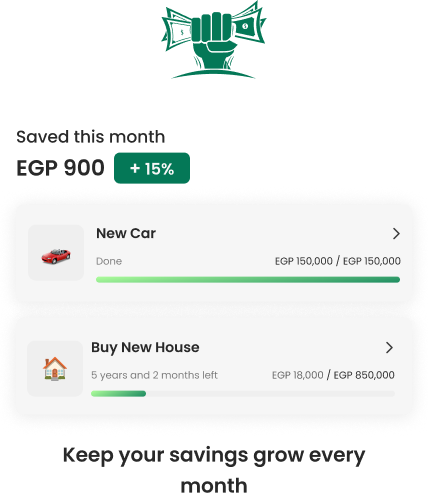 Saved this month
EGP 900 + 15%
New Car
Done EGP 150,000 / EGP 150,000
Buy New House
5 years and 2 months left EGP 18,000 / EGP 850,000
Keep your savings grow every
month